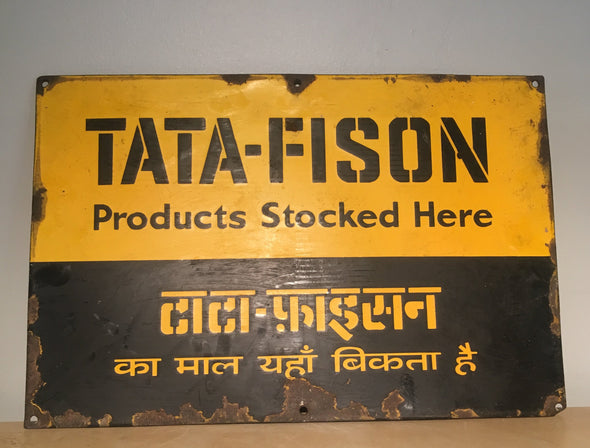 TATA-FISON
Products Stocked Here
टाटा-फ़ाइसन
का माल यहाँ बिकता है